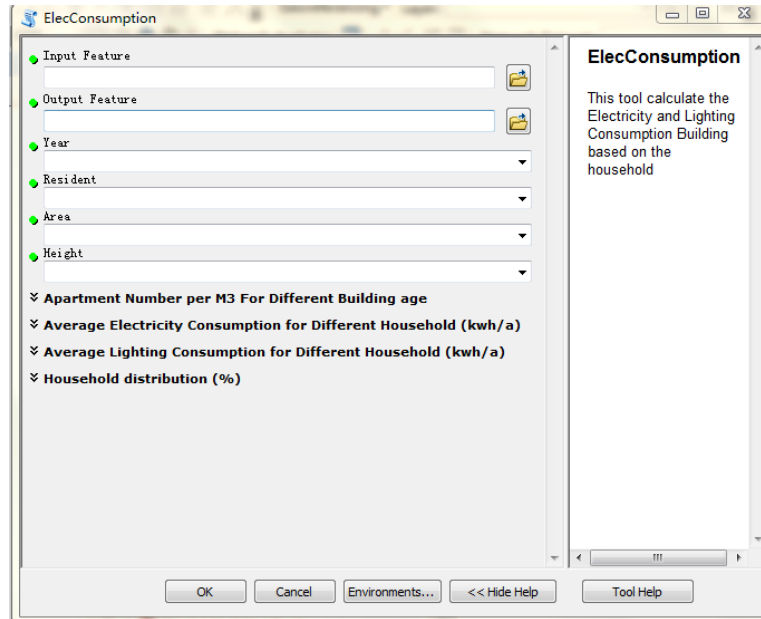 ElecConsumption
Input Feature
Output Feature
Year
Resident
Area
Height
Apartment Number per M3 For Different Building age
Average Electricity Consumption for Different Household (kwh/a)
Average Lighting Consumption for Different Household (kwh/a)
Household distribution (%)
ElecConsumption
This tool calculate the
Electricity and Lighting
Consumption Building
based on the
household
OK
Cancel
Environments...
<< Hide Help
Tool Help